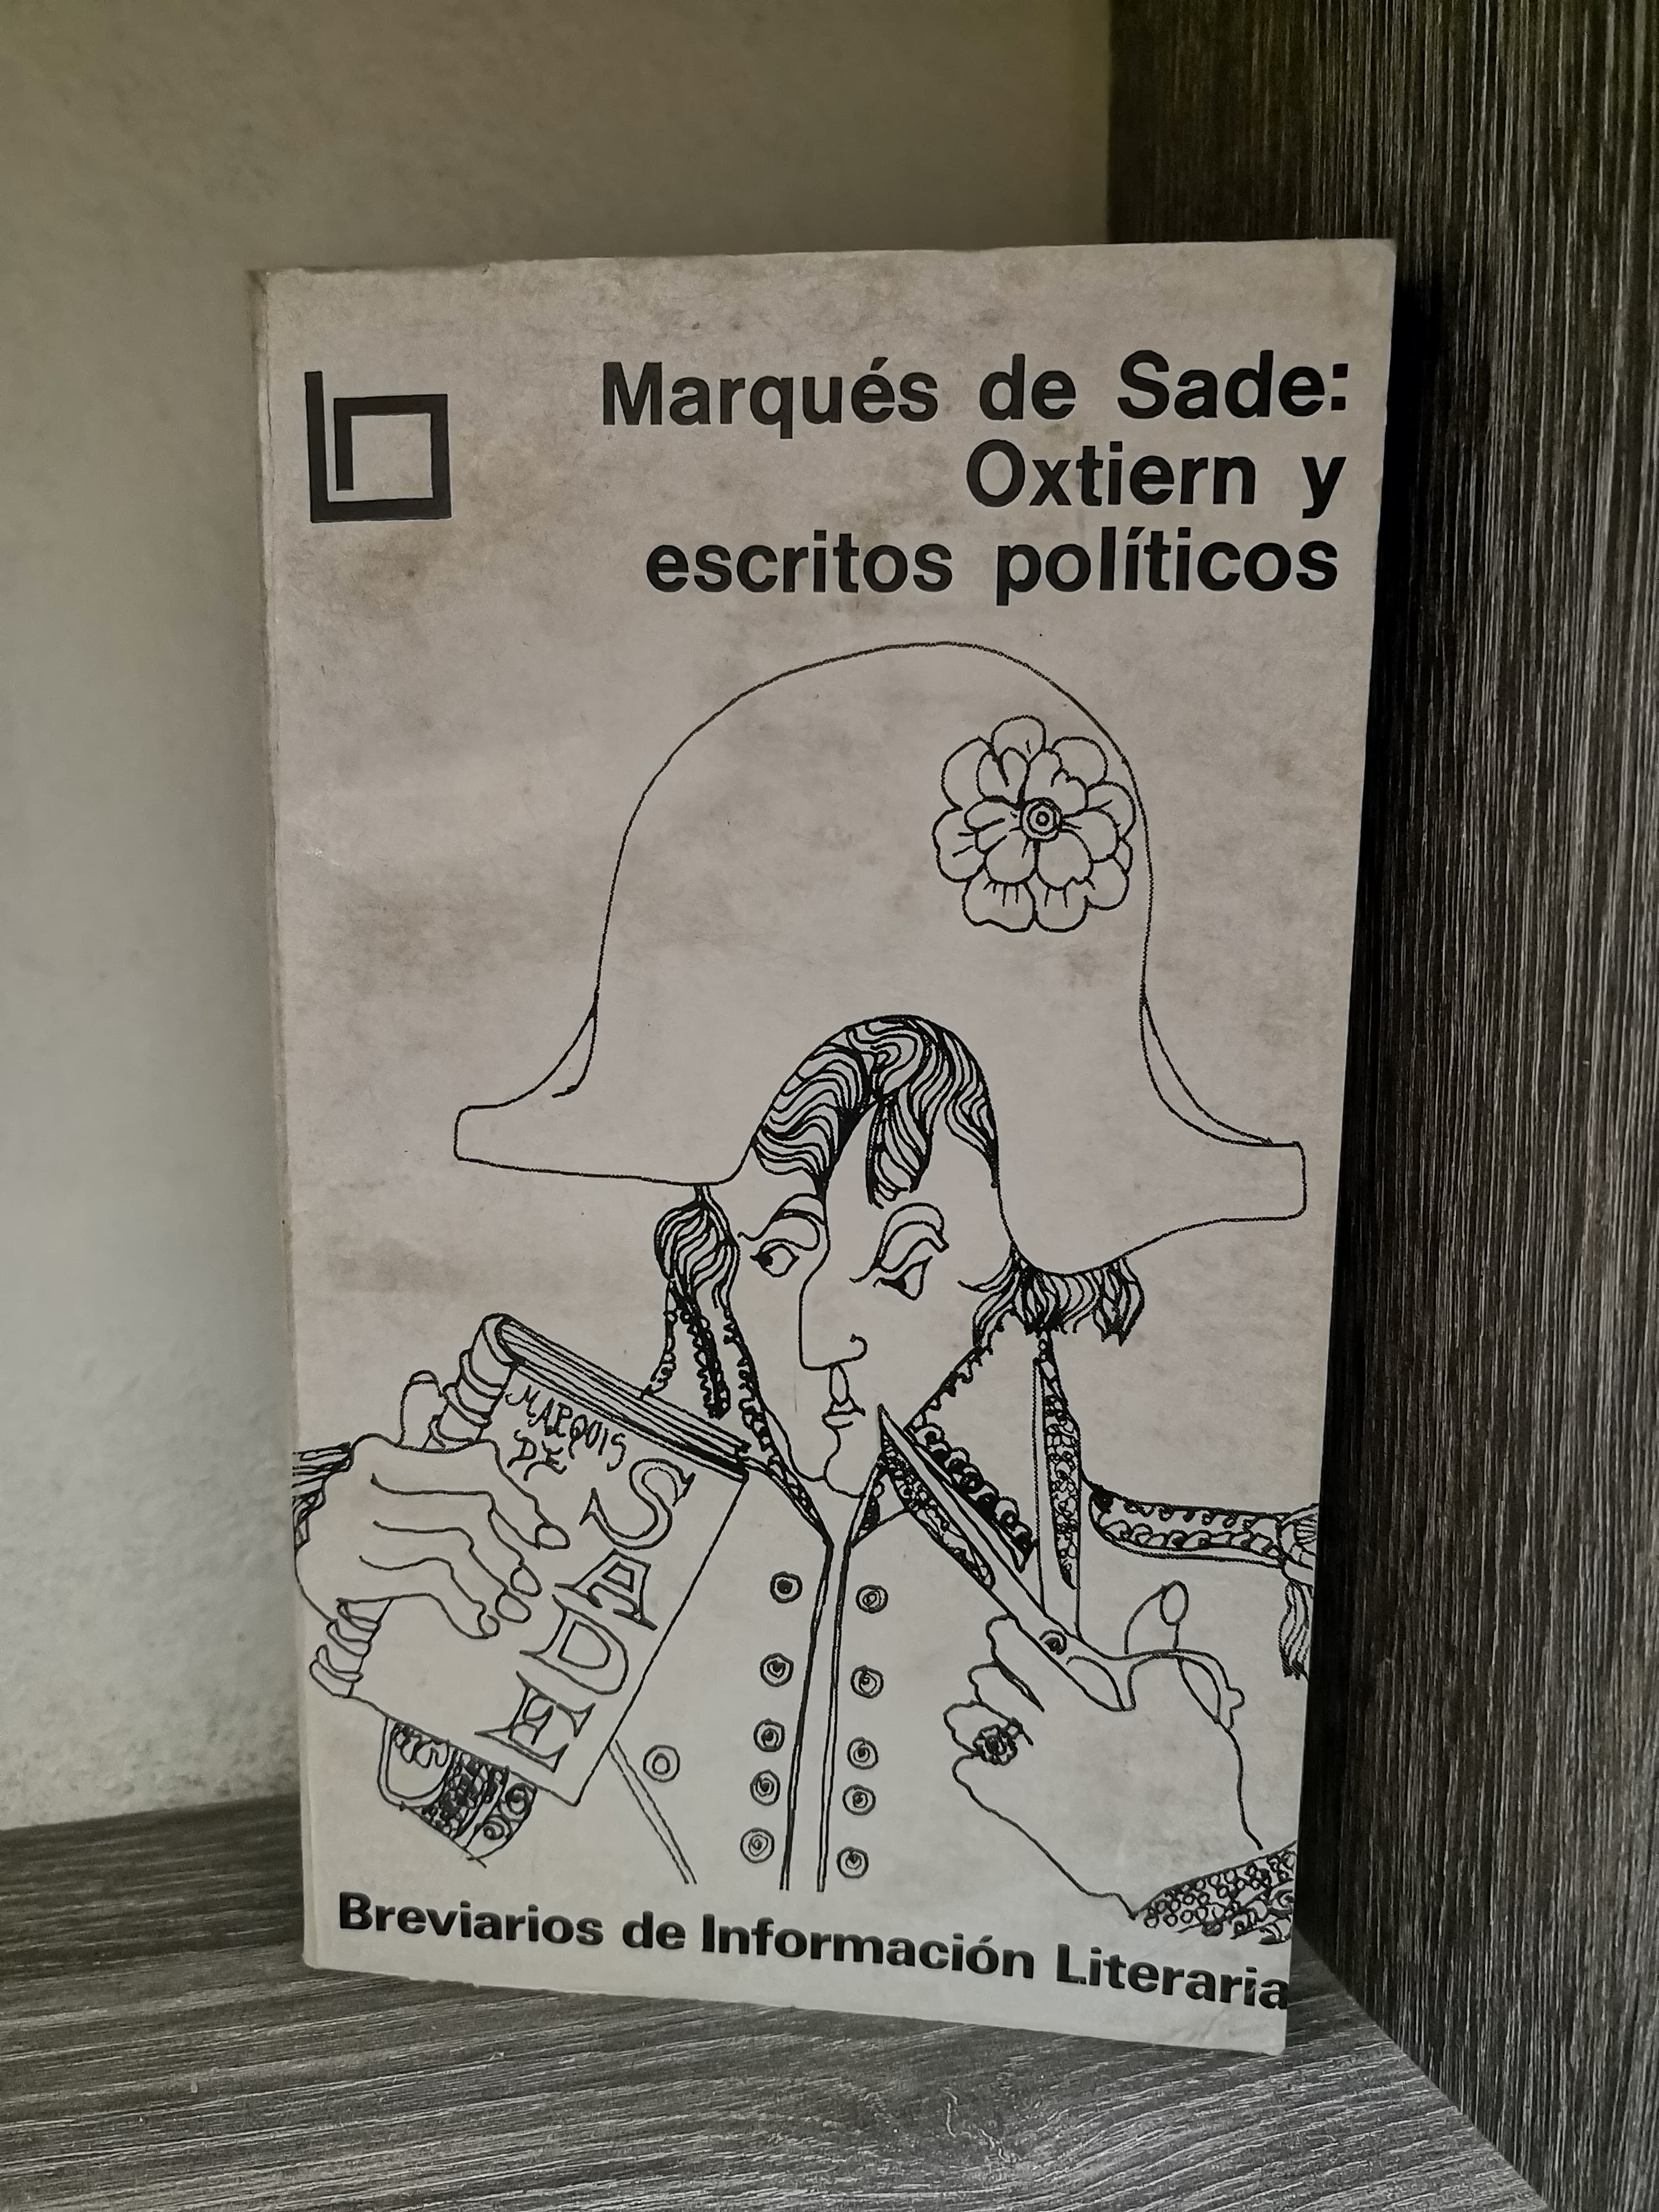 Marqués de Sade:
Oxtiern y
escritos políticos
MARQUIS
DE
SADE
Breviarios de Información Literaria